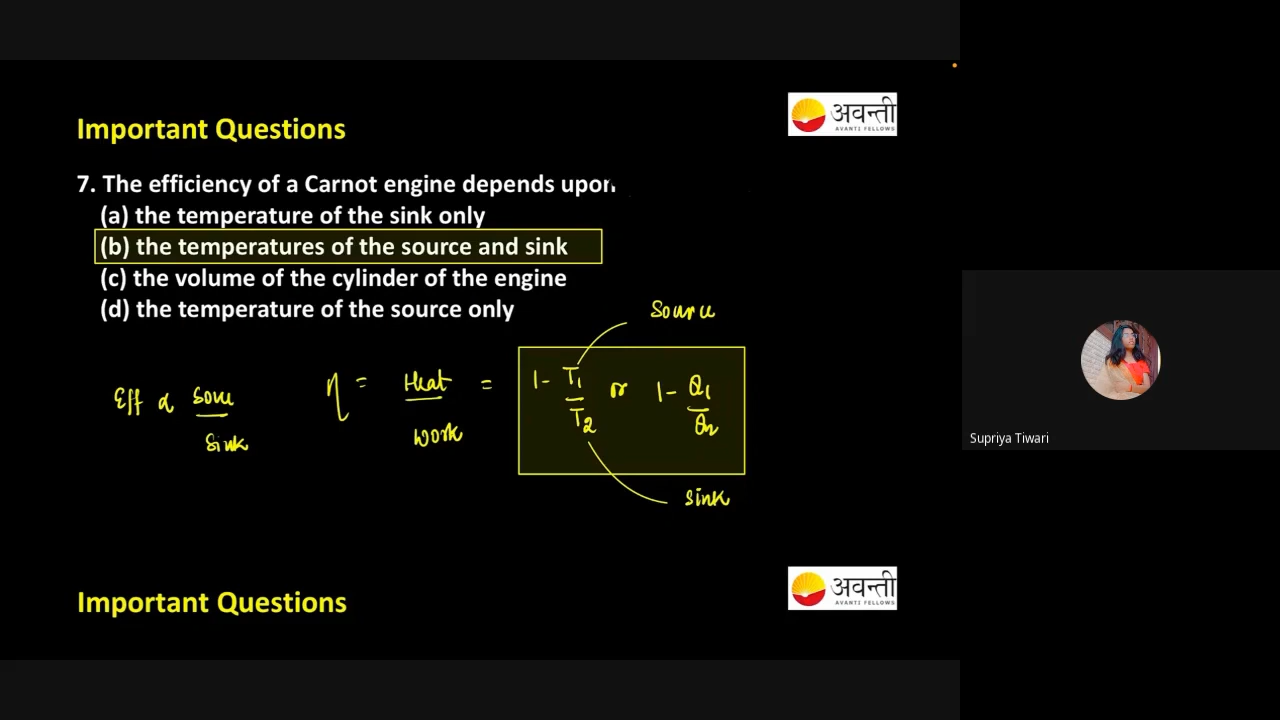 Important Questions
अवन्ती
AVANTI FELLOWS
7. The efficiency of a Carnot engine depends upon
(a) the temperature of the sink only
(b) the temperatures of the source and sink
(c) the volume of the cylinder of the engine
(d) the temperature of the source only
Source
Eff α
Sink
η = Heat = 1 - T1 or 1 - Q1
work T2
Sink
Supriya Tiwari
Important Questions
अवन्ती
AVANTI FELLOWS